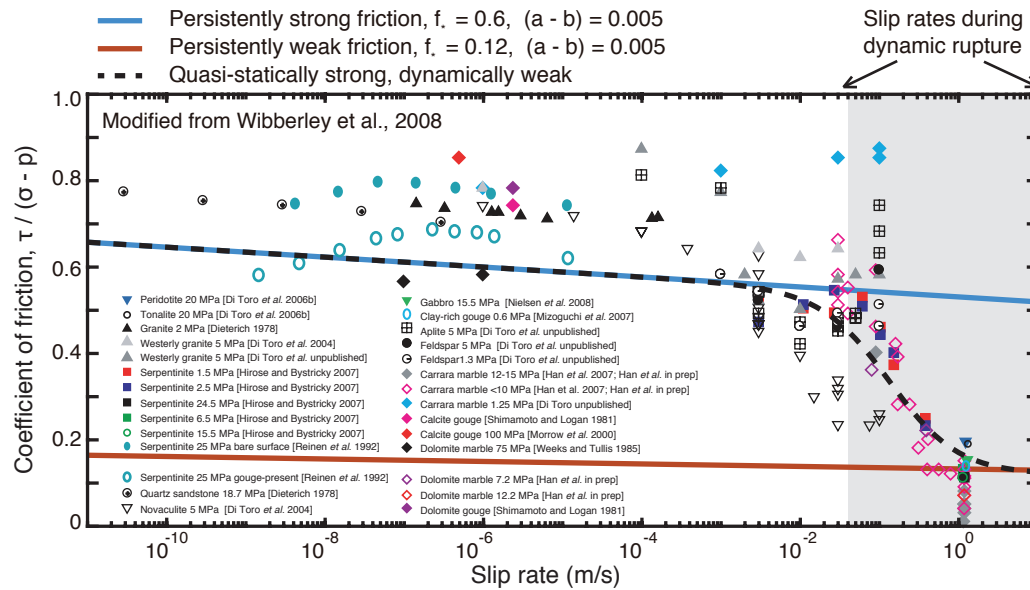 Persistently strong friction, f* = 0.6, (a - b) = 0.005
Persistently weak friction, f* = 0.12, (a - b) = 0.005
Quasi-statically strong, dynamically weak
Slip rates during
dynamic rupture
Modified from Wibberley et al., 2008
Coefficient of friction, τ / (σ - p)
1.0
0.8
0.6
0.4
0.2
0
Peridotite 20 MPa [Di Toro et al. 2006b]
Tonalite 20 MPa [Di Toro et al. 2006b]
Granite 2 MPa [Dieterich 1978]
Westerly granite 5 MPa [Di Toro et al. 2004]
Westerly granite 5 MPa [Di Toro et al. unpublished]
Serpentinite 1.5 MPa [Hirose and Bystricky 2007]
Serpentinite 2.5 MPa [Hirose and Bystricky 2007]
Serpentinite 24.5 MPa [Hirose and Bystricky 2007]
Serpentinite 6.5 MPa [Hirose and Bystricky 2007]
Serpentinite 15.5 MPa [Hirose and Bystricky 2007]
Serpentinite 25 MPa bare surface [Reinen et al. 1992]
Serpentinite 25 MPa gouge-present [Reinen et al. 1992]
Quartz sandstone 18.7 MPa [Dieterich 1978]
Novaculite 5 MPa [Di Toro et al. 2004]
Gabbro 15.5 MPa [Nielsen et al. 2008]
Clay-rich gouge 0.6 MPa [Mizoguchi et al. 2007]
Aplite 5 MPa [Di Toro et al. unpublished]
Feldspar 5 MPa [Di Toro et al. unpublished]
Feldspar1.3 MPa [Di Toro et al. unpublished]
Carrara marble 12-15 MPa [Han et al. 2007; Han et al. in prep]
Carrara marble <10 MPa [Han et al. 2007; Han et al. in prep]
Carrara marble 1.25 MPa [Di Toro unpublished]
Calcite gouge [Shimamoto and Logan 1981]
Calcite gouge 100 MPa [Morrow et al. 2000]
Dolomite marble 75 MPa [Weeks and Tullis 1985]
Dolomite marble 7.2 MPa [Han et al. in prep]
Dolomite marble 12.2 MPa [Han et al. in prep]
Dolomite gouge [Shimamoto and Logan 1981]
10^-10
10^-8
10^-6
10^-4
10^-2
10^0
Slip rate (m/s)